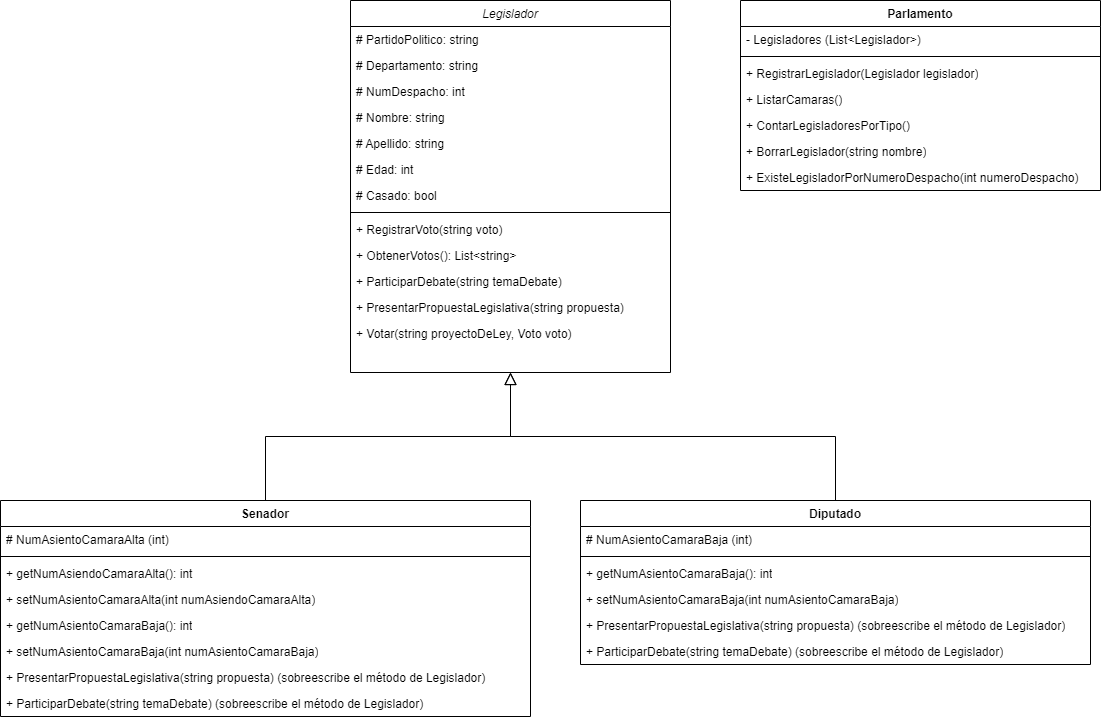 Legislador
# PartidoPolitico: string
# Departamento: string
# NumDespacho: int
# Nombre: string
# Apellido: string
# Edad: int
# Casado: bool
+ RegistrarVoto(string voto)
+ ObtenerVotos(): List<string>
+ ParticiparDebate(string temaDebate)
+ PresentarPropuestaLegislativa(string propuesta)
+ Votar(string proyectoDeLey, Voto voto)
Parlamento
- Legisladores (List<Legislador>)
+ RegistrarLegislador(Legislador legislador)
+ ListarCamaras()
+ ContarLegisladoresPorTipo()
+ BorrarLegislador(string nombre)
+ ExisteLegisladorPorNumeroDespacho(int numeroDespacho)
Senador
# NumAsientoCamaraAlta (int)
+ getNumAsiendoCamaraAlta(): int
+ setNumAsientoCamaraAlta(int numAsiendoCamaraAlta)
+ getNumAsientoCamaraBaja(): int
+ setNumAsientoCamaraBaja(int numAsientoCamaraBaja)
+ PresentarPropuestaLegislativa(string propuesta) (sobreescribe el método de Legislador)
+ ParticiparDebate(string temaDebate) (sobreescribe el método de Legislador)
Diputado
# NumAsientoCamaraBaja (int)
+ getNumAsientoCamaraBaja(): int
+ setNumAsientoCamaraBaja(int numAsientoCamaraBaja)
+ PresentarPropuestaLegislativa(string propuesta) (sobreescribe el método de Legislador)
+ ParticiparDebate(string temaDebate) (sobreescribe el método de Legislador)